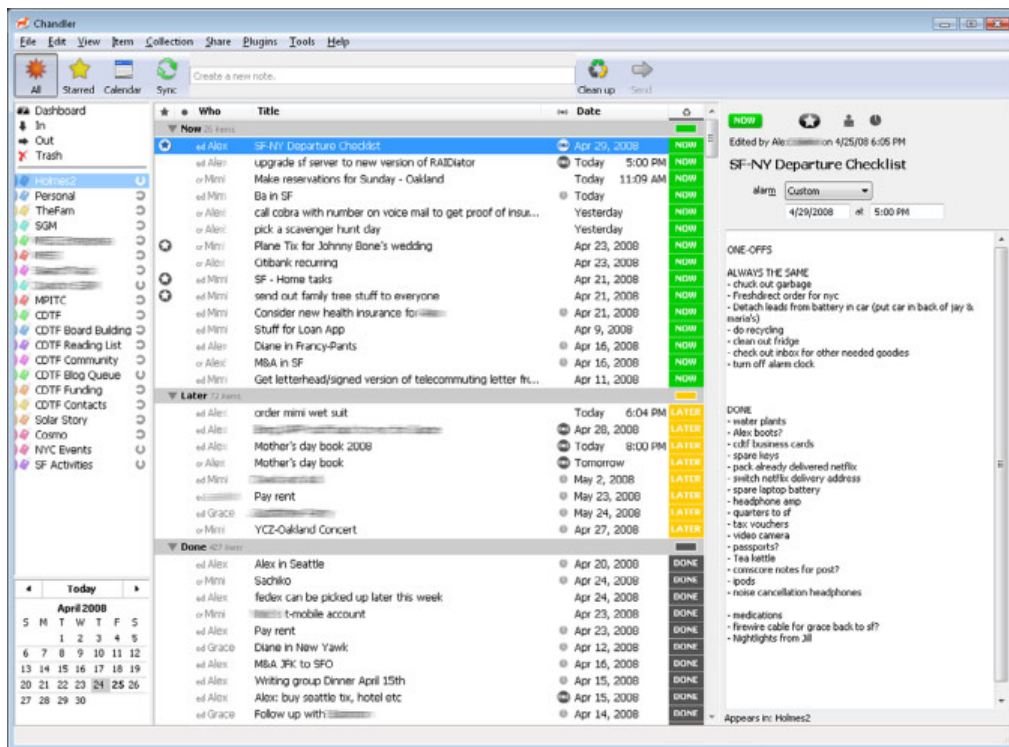 Chandler
File Edit View Item Collection Share Plugins Tools Help
All Starred Calendar Sync Create a new note. Clean up Send
Dashboard
In
Out
Trash
Holmes2
Personal
TheFam
SGM
MPITC
CDTF
CDTF Board Building
CDTF Reading List
CDTF Community
CDTF Blog Queue
CDTF Funding
CDTF Contacts
Solar Story
Cosmo
NYC Events
SF Activities
Today
April 2008
S M T W T F S
1 2 3 4 5
6 7 8 9 10 11 12
13 14 15 16 17 18 19
20 21 22 23 24 25 26
27 28 29 30
Who Title Date
Now 26 items
ed Alex SF-NY Departure Checklist Apr 29, 2008 NOW
ed Alex upgrade sf server to new version of RAIDiator Today 5:00 PM NOW
cr Mimi Make reservations for Sunday - Oakland Today 11:09 AM NOW
ed Mimi Ba in SF Today NOW
cr Alex call cobra with number on voice mail to get proof of insu... Yesterday NOW
cr Alex pick a scavenger hunt day Yesterday NOW
cr Mimi Plane Tix for Johnny Bone's wedding Apr 23, 2008 NOW
cr Alex Citibank recurring Apr 23, 2008 NOW
ed Mimi SF - Home tasks Apr 21, 2008 NOW
ed Mimi send out family tree stuff to everyone Apr 21, 2008 NOW
ed Mimi Consider new health insurance for Apr 21, 2008 NOW
ed Mimi Stuff for Loan App Apr 9, 2008 NOW
ed Alex Diane in Francy-Pants Apr 16, 2008 NOW
cr Alex M&A in SF Apr 16, 2008 NOW
ed Mimi Get letterhead/signed version of telecommuting letter fr... Apr 11, 2008 NOW
Later 72 items
ed Alex order mimi wet suit Today 6:04 PM LATER
ed Alex Apr 28, 2008 LATER
ed Alex Mother's day book 2008 Today 8:00 PM LATER
cr Alex Mother's day book Tomorrow LATER
ed Mimi May 2, 2008 LATER
ed Pay rent May 23, 2008 LATER
ed Grace May 24, 2008 LATER
cr Mimi YCZ-Oakland Concert Apr 27, 2008 LATER
Done 427 items
ed Alex Alex in Seattle Apr 20, 2008 DONE
cr Mimi Sachiko Apr 24, 2008 DONE
ed Alex fedex can be picked up later this week Apr 24, 2008 DONE
cr Mimi t-mobile account Apr 23, 2008 DONE
ed Alex Pay rent Apr 23, 2008 DONE
ed Grace Diane in New Yawk Apr 12, 2008 DONE
ed Alex M&A JFK to SFO Apr 16, 2008 DONE
ed Alex Writing group Dinner April 15th Apr 15, 2008 DONE
ed Alex Alex: buy seattle tix, hotel etc Apr 15, 2008 DONE
ed Grace Follow up with Apr 14, 2008 DONE
NOW
Edited by Ale on 4/25/08 6:05 PM
SF-NY Departure Checklist
alarm Custom
4/29/2008 at 5:00 PM
ONE-OFFS
ALWAYS THE SAME
- chuck out garbage
- Freshdirect order for nyc
- Detach leads from battery in car (put car in back of jay &
maria's)
- do recycling
- clean out fridge
- check out inbox for other needed goodies
- turn off alarm clock
DONE
- water plants
- Alex boots?
- cdtf business cards
- spare keys
- pack already delivered netflix
- switch netflix delivery address
- spare laptop battery
- headphone amp
- quarters to sf
- tax vouchers
- video camera
- passports?
- Tea kettle
- comscore notes for post?
- ipods
- noise cancellation headphones
- medications
- firewire cable for grace back to sf?
- Nightlights from Jill
Appears in: Holmes2